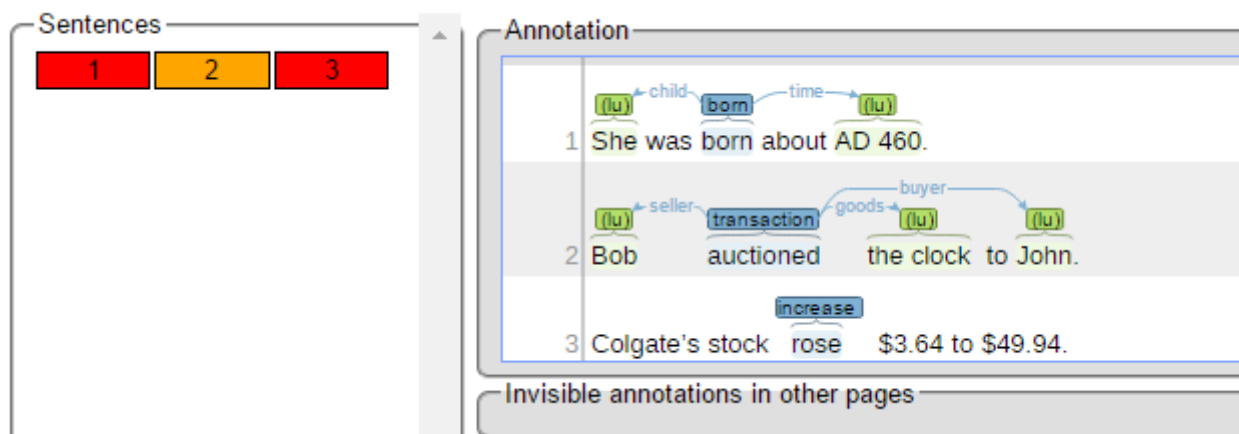 Sentences
1 2 3
Annotation
child time
(lu) born (lu)
1 She was born about AD 460.
buyer
seller goods
(lu) transaction (lu) (lu)
2 Bob auctioned the clock to John.
increase
3 Colgate’s stock rose $3.64 to $49.94.
Invisible annotations in other pages